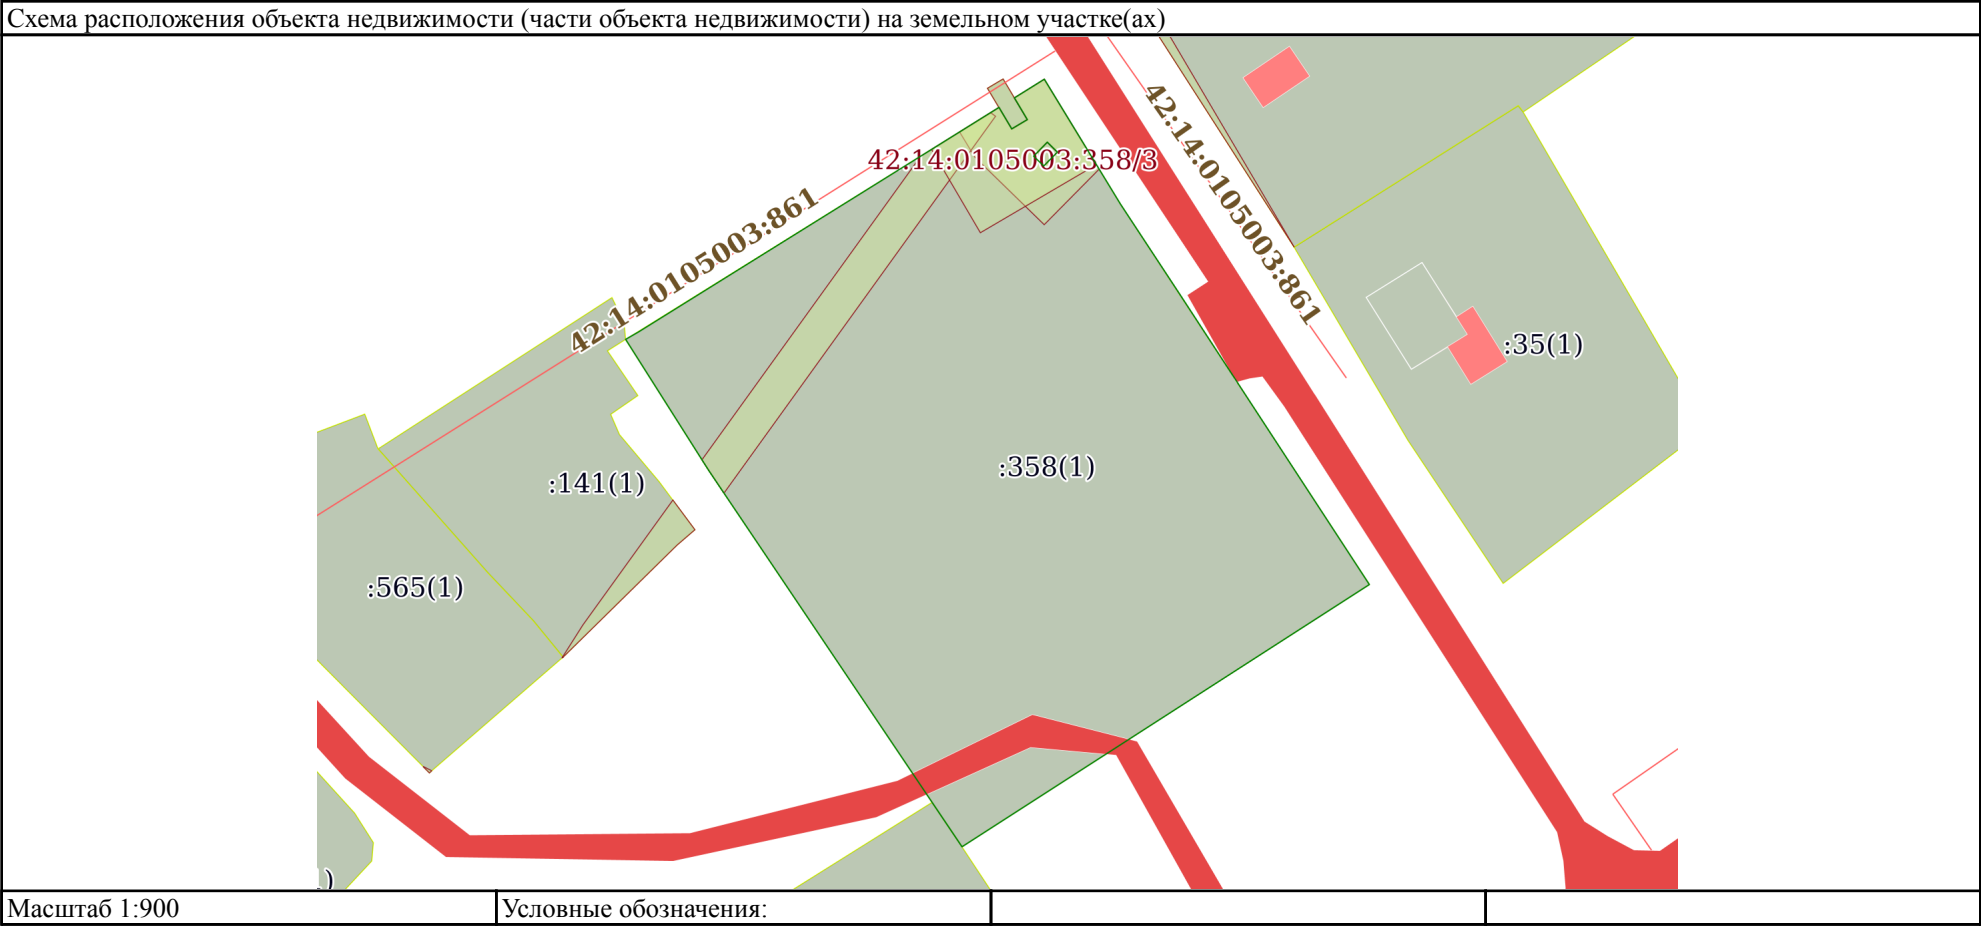 Схема расположения объекта недвижимости (части объекта недвижимости) на земельном участке(ах)
42:14:0105003:861
42:14:0105003:358/3
42:14:0105003:861
:35(1)
:358(1)
:141(1)
:565(1)
)
Масштаб 1:900
Условные обозначения: